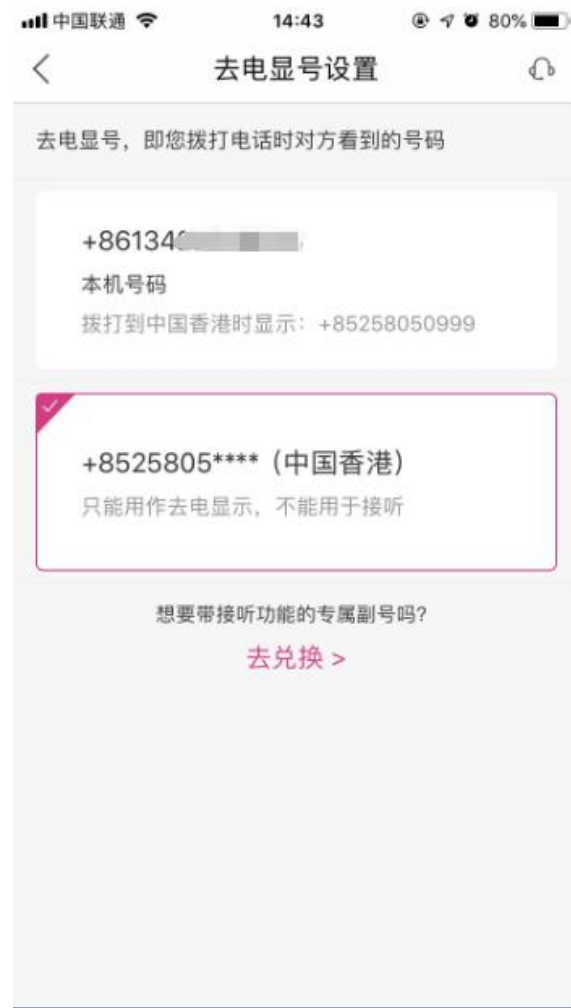 中国联通 14:43 80%
去电显号设置
去电显号，即您拨打电话时对方看到的号码
+86134
本机号码
拨打到中国香港时显示：+85258050999
+8525805****（中国香港）
只能用作去电显示，不能用于接听
想要带接听功能的专属副号吗?
去兑换 >